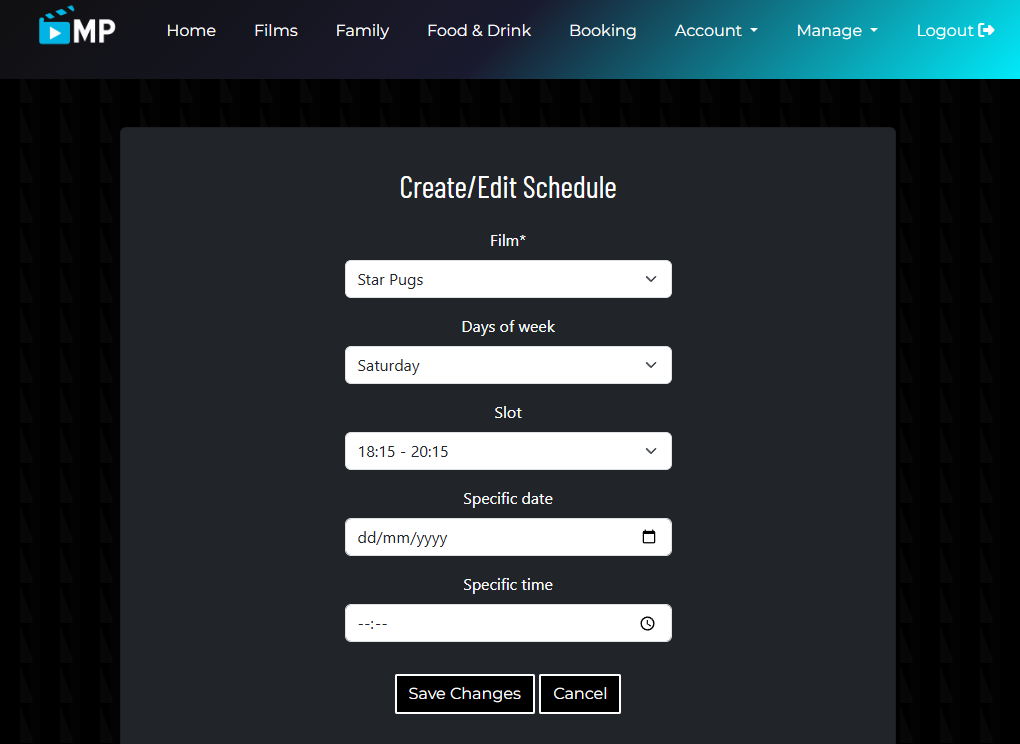 MP Home Films Family Food & Drink Booking Account Manage Logout
Create/Edit Schedule
Film*
Star Pugs
Days of week
Saturday
Slot
18:15 - 20:15
Specific date
dd/mm/yyyy
Specific time
--:--
Save Changes Cancel